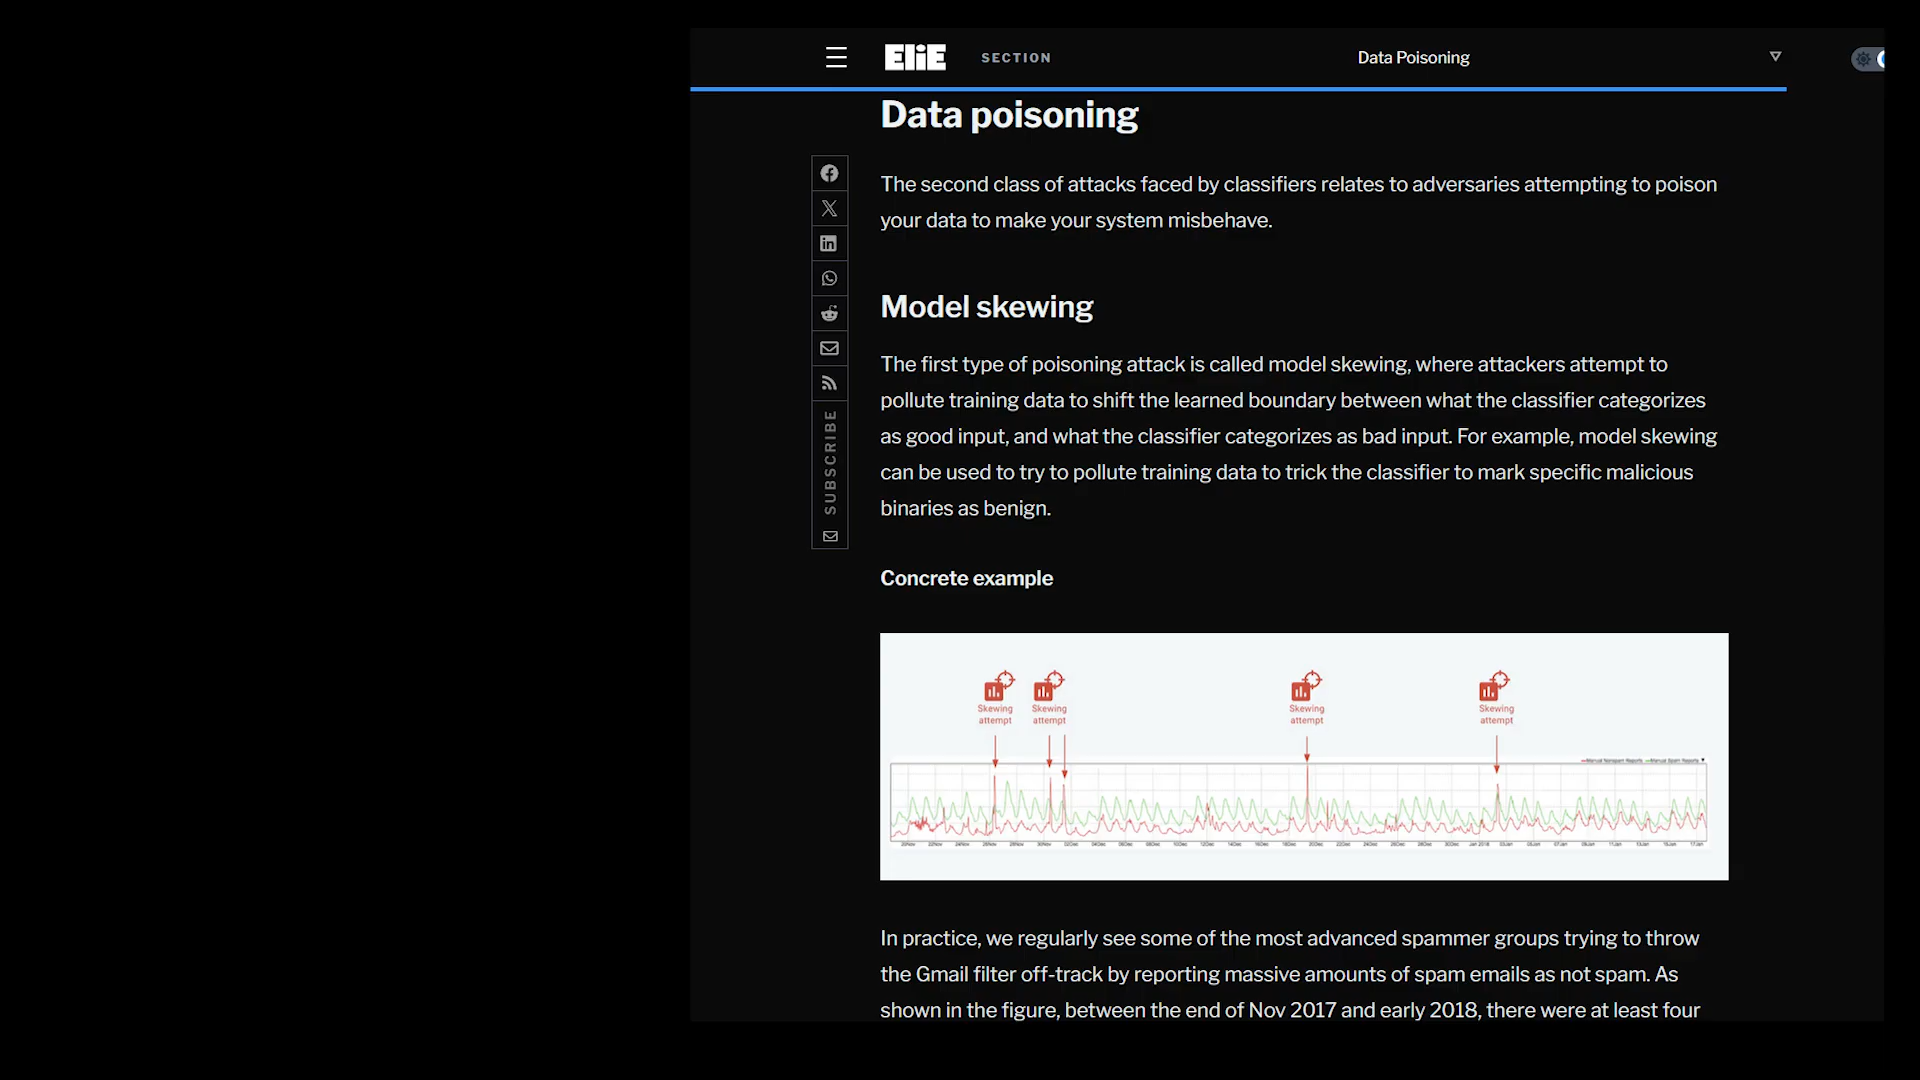 ELiE
SECTION
Data Poisoning
Data poisoning
The second class of attacks faced by classifiers relates to adversaries attempting to poison
your data to make your system misbehave.
Model skewing
The first type of poisoning attack is called model skewing, where attackers attempt to
pollute training data to shift the learned boundary between what the classifier categorizes
as good input, and what the classifier categorizes as bad input. For example, model skewing
can be used to try to pollute training data to trick the classifier to mark specific malicious
binaries as benign.
SUBSCRIBE
Concrete example
Skewing
attempt
Skewing
attempt
Skewing
attempt
Skewing
attempt
Manual Nonspam Reports Manual Spam Reports
In practice, we regularly see some of the most advanced spammer groups trying to throw
the Gmail filter off-track by reporting massive amounts of spam emails as not spam. As
shown in the figure, between the end of Nov 2017 and early 2018, there were at least four